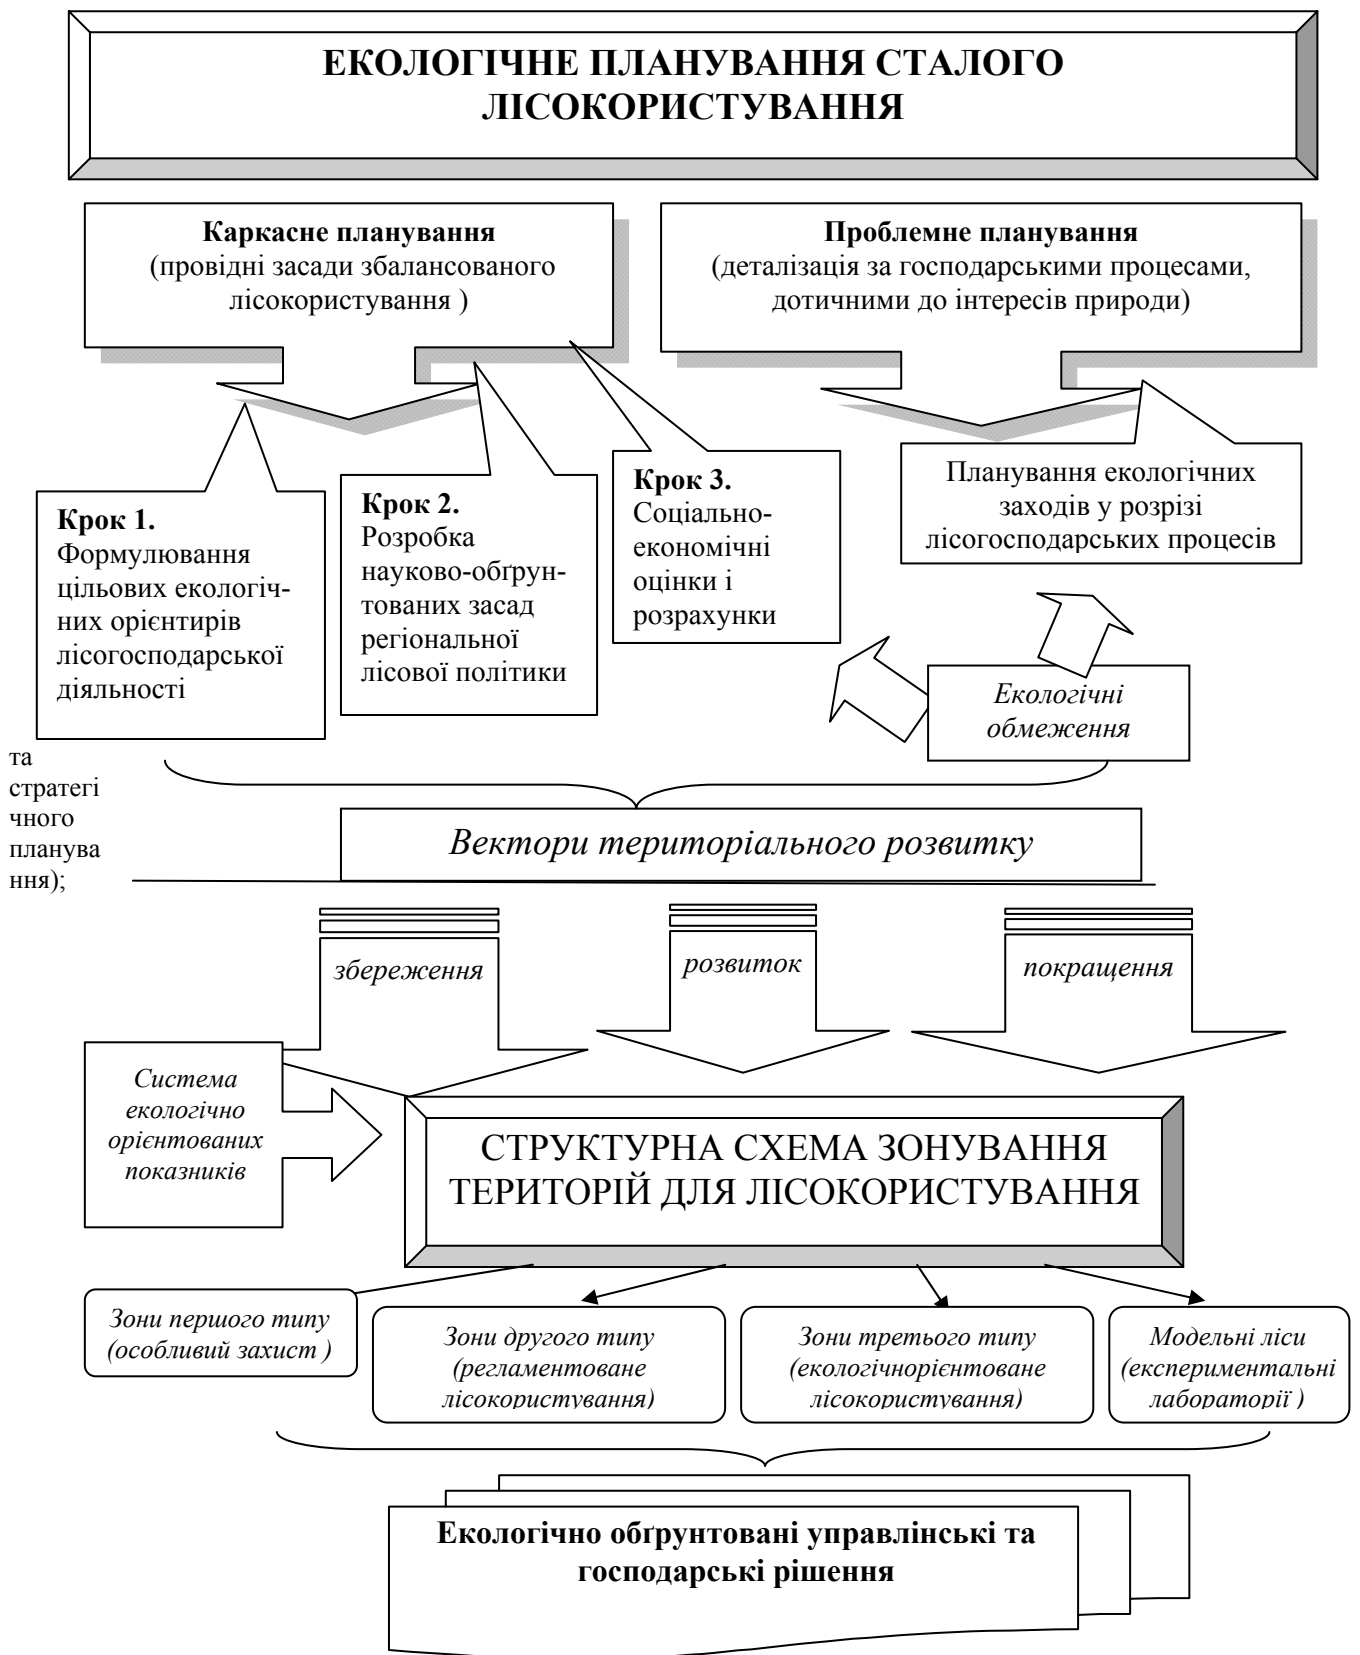 ЕКОЛОГІЧНЕ ПЛАНУВАННЯ СТАЛОГО
ЛІСОКОРИСТУВАННЯ
Каркасне планування
(провідні засади збалансованого
лісокористування )
Проблемне планування
(деталізація за господарськими процесами,
дотичними до інтересів природи)
Крок 1.
Формулювання
цільових екологіч-
них орієнтирів
лісогосподарської
діяльності
Крок 2.
Розробка
науково-обґрун-
тованих засад
регіональної
лісової політики
Крок 3.
Соціально-
економічні
оцінки і
розрахунки
Планування екологічних
заходів у розрізі
лісогосподарських процесів
Екологічні
обмеження
та
стратегі
чного
планува
ння);
Вектори територіального розвитку
збереження
розвиток
покращення
Система
екологічно
орієнтованих
показників
СТРУКТУРНА СХЕМА ЗОНУВАННЯ
ТЕРИТОРІЙ ДЛЯ ЛІСОКОРИСТУВАННЯ
Зони першого типу
(особливий захист )
Зони другого типу
(регламентоване
лісокористування)
Зони третього типу
(екологічнорієнтоване
лісокористування)
Модельні ліси
(експериментальні
лабораторії )
Екологічно обґрунтовані управлінські та
господарські рішення